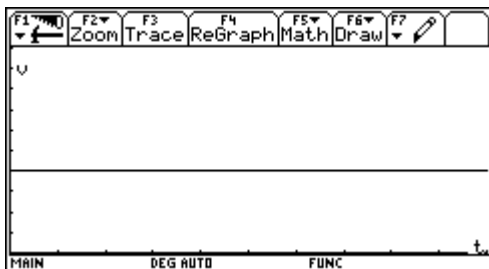 F1 F2 F3 F4 F5 F6 F7
Zoom Trace ReGraph Math Draw
v
t
MAIN DEG AUTO FUNC